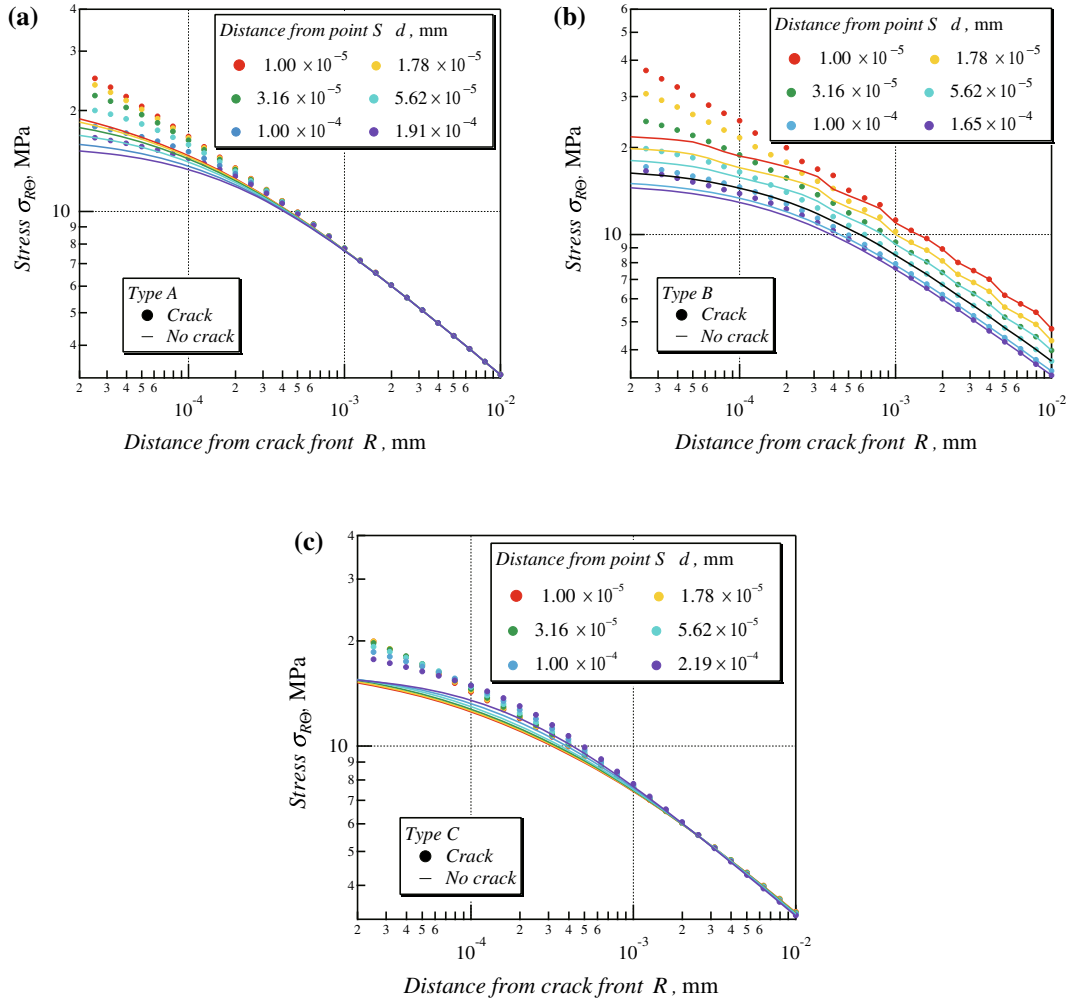 (a)
Stress σRΘ, MPa
4
3
2
10
9
8
7
6
5
4
Distance from point S d , mm
1.00 ×10-5 1.78 ×10-5
3.16 ×10-5 5.62 ×10-5
1.00 ×10-4 1.91 ×10-4
Type A
Crack
No crack
2 3 4 5 6 10-4 2 3 4 5 6 10-3 2 3 4 5 6 10-2
Distance from crack front R , mm
(b)
Stress σRΘ, MPa
6
5
4
3
2
10
9
8
7
6
5
4
Distance from point S d , mm
1.00 ×10-5 1.78 ×10-5
3.16 ×10-5 5.62 ×10-5
1.00 ×10-4 1.65 ×10-4
Type B
Crack
No crack
2 3 4 5 6 10-4 2 3 4 5 6 10-3 2 3 4 5 6 10-2
Distance from crack front R , mm
(c)
Stress σRΘ, MPa
4
3
2
10
9
8
7
6
5
4
Distance from point S d , mm
1.00 ×10-5 1.78 ×10-5
3.16 ×10-5 5.62 ×10-5
1.00 ×10-4 2.19 ×10-4
Type C
Crack
No crack
2 3 4 5 6 10-4 2 3 4 5 6 10-3 2 3 4 5 6 10-2
Distance from crack front R , mm